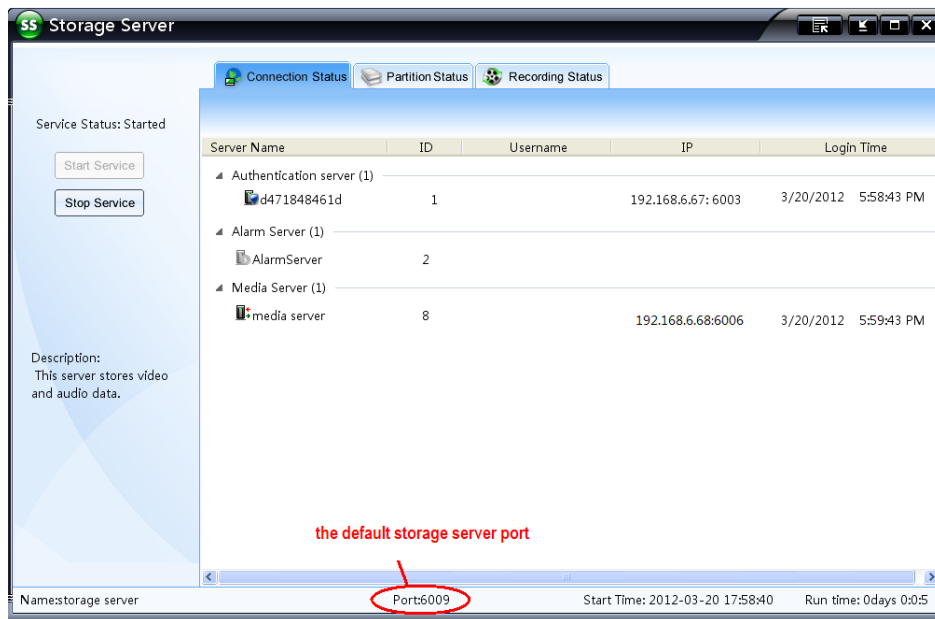 SS Storage Server
Connection Status Partition Status Recording Status
Service Status: Started
Start Service
Stop Service
Server Name ID Username IP Login Time
Authentication server (1)
d471848461d 1 192.168.6.67: 6003 3/20/2012 5:58:43 PM
Alarm Server (1)
AlarmServer 2
Media Server (1)
media server 8 192.168.6.68:6006 3/20/2012 5:59:43 PM
Description:
This server stores video
and audio data.
the default storage server port
Name:storage server Port:6009 Start Time: 2012-03-20 17:58:40 Run time: 0days 0:0:5